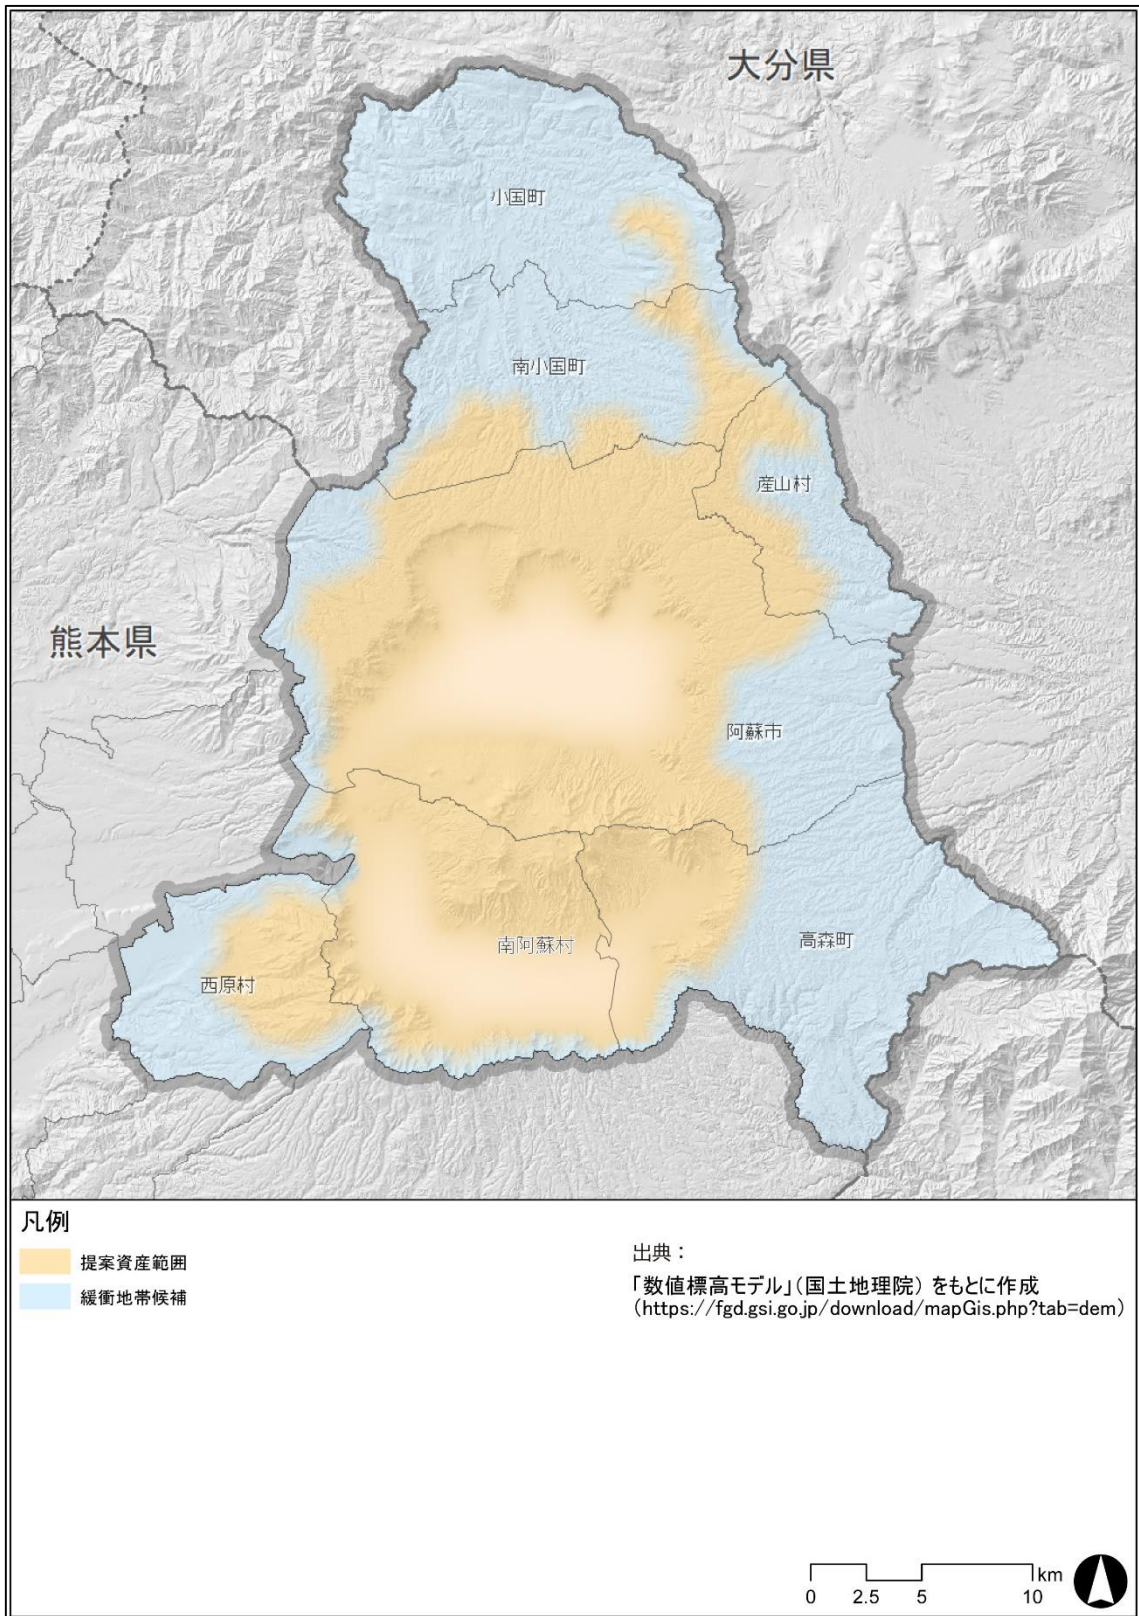 大分県
小国町
南小国町
産山村
熊本県
阿蘇市
高森町
南阿蘇村
西原村
凡例
提案資産範囲
緩衝地帯候補
出典：
「数値標高モデル」（国土地理院）をもとに作成
（https://fgd.gsi.go.jp/download/mapGis.php?tab=dem）
km
0 2.5 5 10